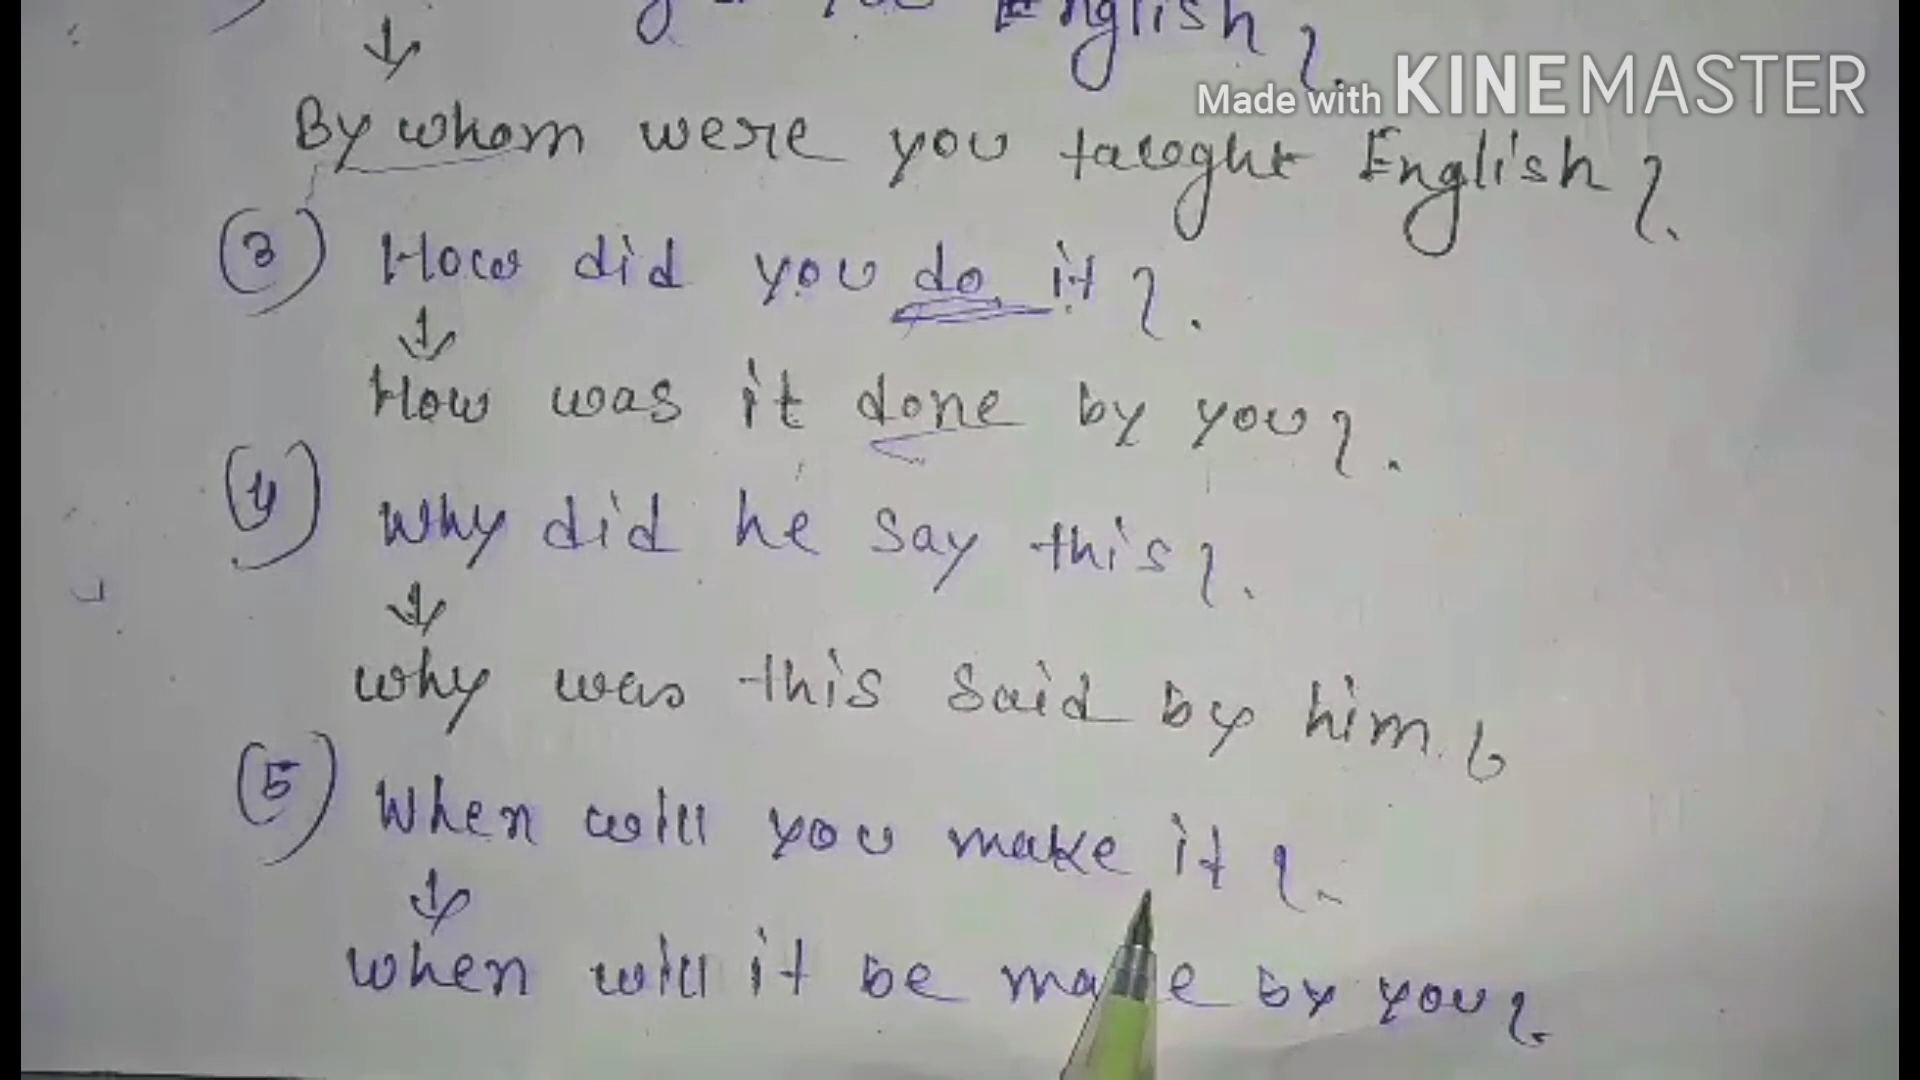 English?
Made with KINEMASTER
By whom were you taught English?
(3) How did you do it?
How was it done by you?
(4) Why did he say this?
why was this said by him.
(5) When will you make it?
when will it be by you?